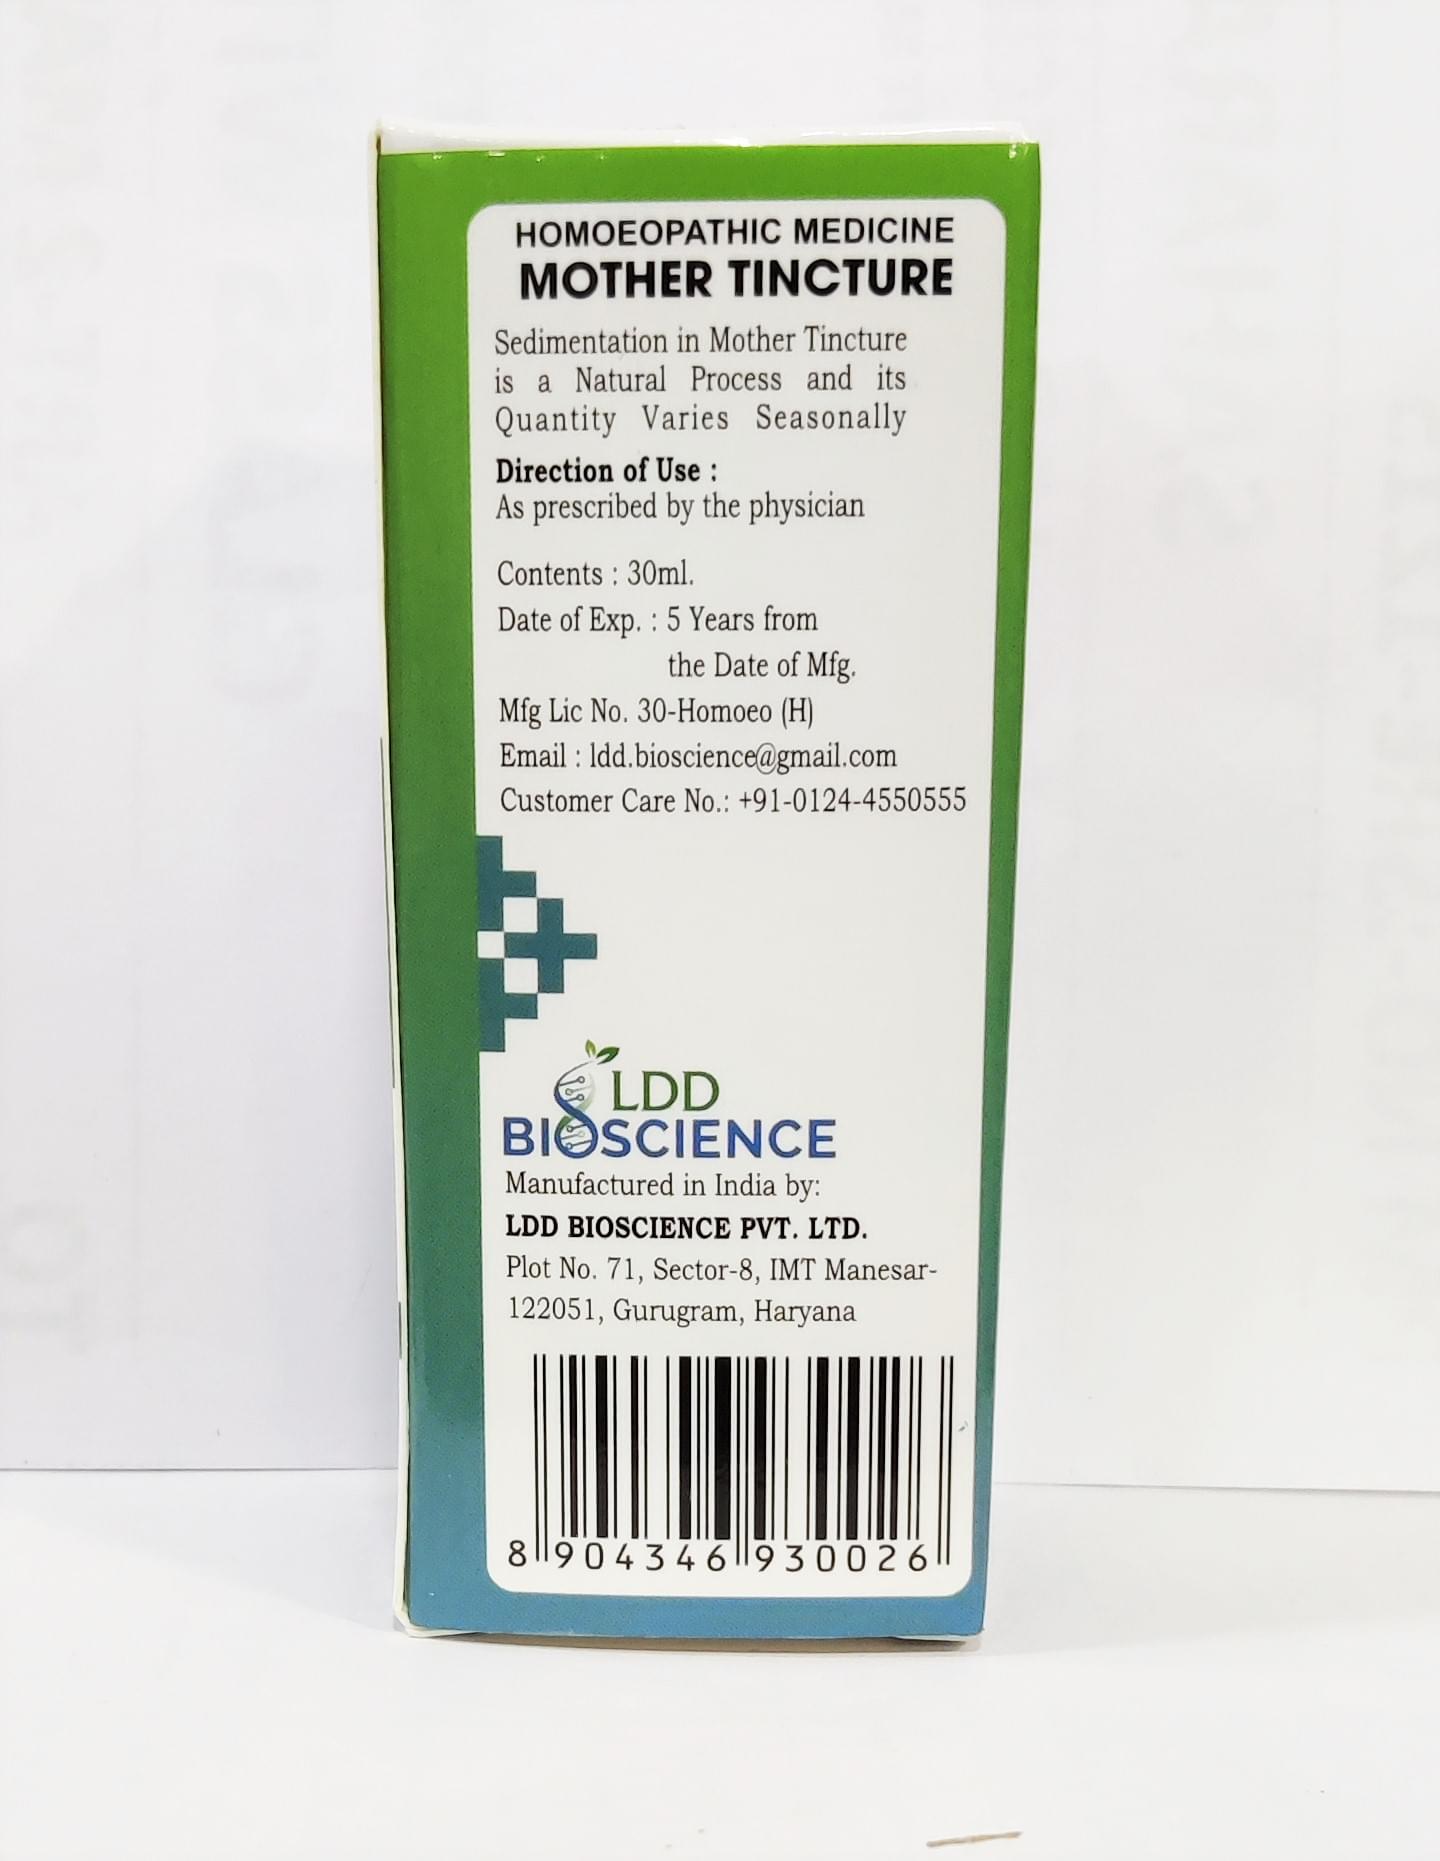 HOMOEOPATHIC MEDICINE
MOTHER TINCTURE
Sedimentation in Mother Tincture
is a Natural Process and its
Quantity Varies Seasonally
Direction of Use :
As prescribed by the physician
Contents : 30ml.
Date of Exp. : 5 Years from
the Date of Mfg.
Mfg Lic No. 30-Homoeo (H)
Email : ldd.bioscience@gmail.com
Customer Care No.: +91-0124-4550555
LDD
BIOSCIENCE
Manufactured in India by:
LDD BIOSCIENCE PVT. LTD.
Plot No. 71, Sector-8, IMT Manesar-
122051, Gurugram, Haryana
8 904346 930026